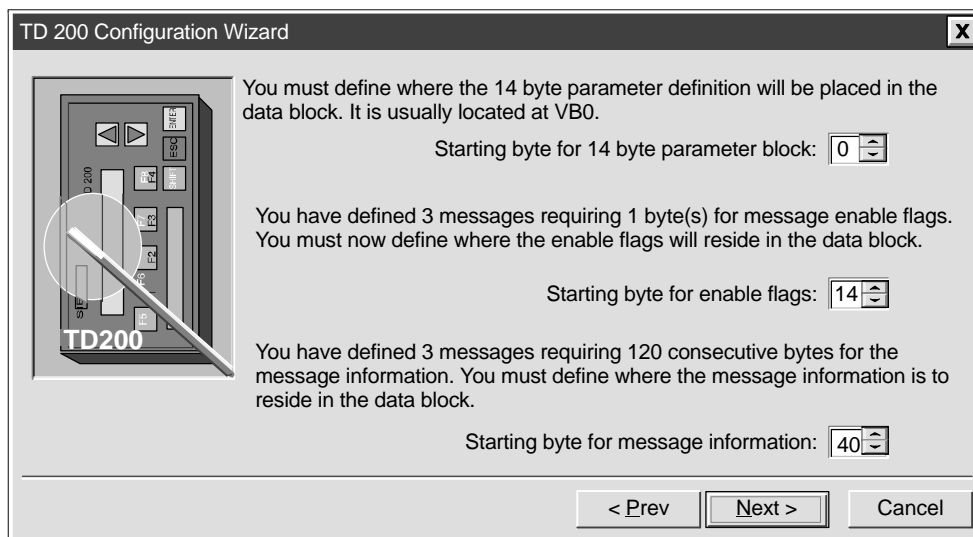 TD 200 Configuration Wizard
X
You must define where the 14 byte parameter definition will be placed in the
data block. It is usually located at VB0.
Starting byte for 14 byte parameter block: 0
You have defined 3 messages requiring 1 byte(s) for message enable flags.
You must now define where the enable flags will reside in the data block.
Starting byte for enable flags: 14
You have defined 3 messages requiring 120 consecutive bytes for the
message information. You must define where the message information is to
reside in the data block.
Starting byte for message information: 40
ENTER
ESC
SHIFT
F8
F4
F7
F3
F2
F6
F5
TD200
< Prev
Next >
Cancel